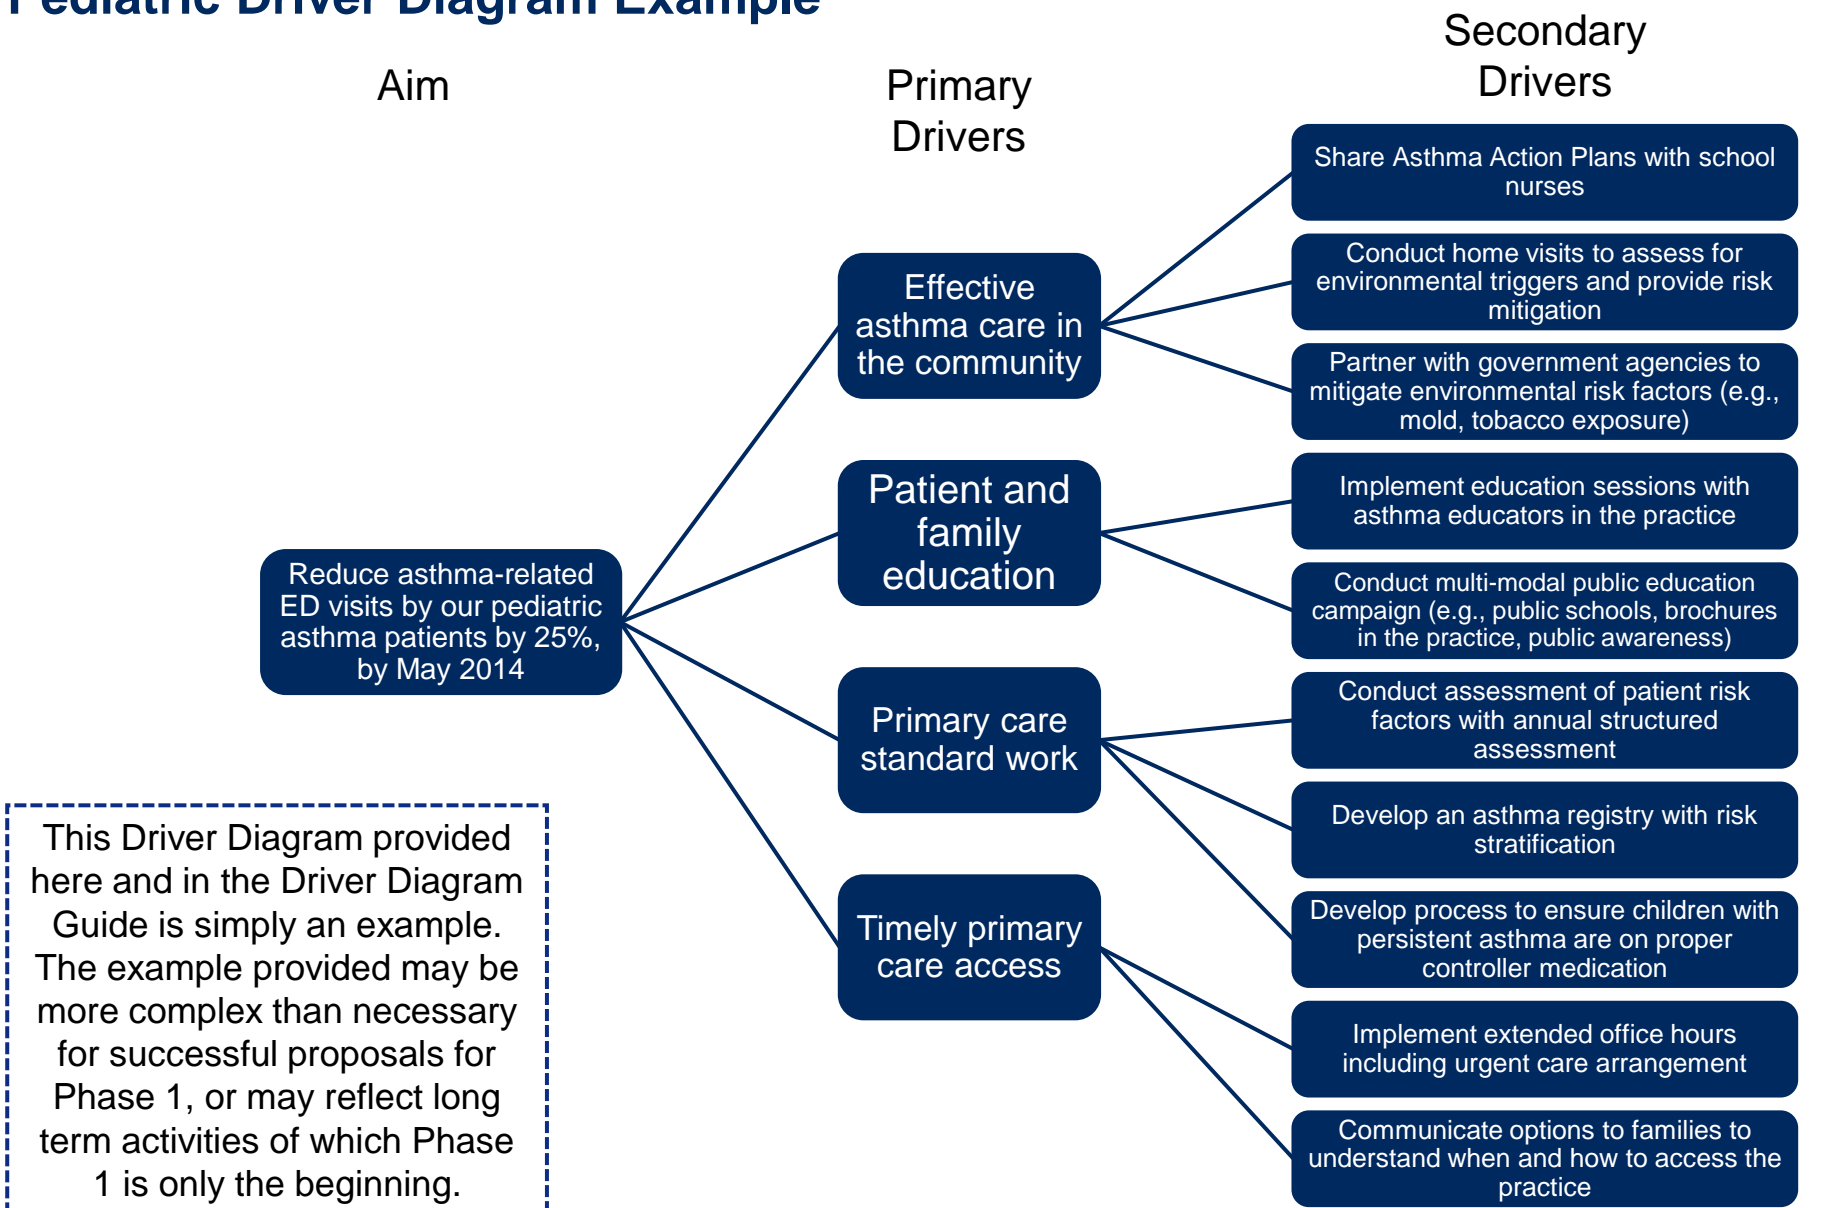 Pediatric Driver Diagram Example
Aim
Primary
Drivers
Secondary
Drivers
Reduce asthma-related
ED visits by our pediatric
asthma patients by 25%,
by May 2014
Effective
asthma care in
the community
Patient and
family
education
Primary care
standard work
Timely primary
care access
Share Asthma Action Plans with school
nurses
Conduct home visits to assess for
environmental triggers and provide risk
mitigation
Partner with government agencies to
mitigate environmental risk factors (e.g.,
mold, tobacco exposure)
Implement education sessions with
asthma educators in the practice
Conduct multi-modal public education
campaign (e.g., public schools, brochures
in the practice, public awareness)
Conduct assessment of patient risk
factors with annual structured
assessment
Develop an asthma registry with risk
stratification
Develop process to ensure children with
persistent asthma are on proper
controller medication
Implement extended office hours
including urgent care arrangement
Communicate options to families to
understand when and how to access the
practice
This Driver Diagram provided
here and in the Driver Diagram
Guide is simply an example.
The example provided may be
more complex than necessary
for successful proposals for
Phase 1, or may reflect long
term activities of which Phase
1 is only the beginning.